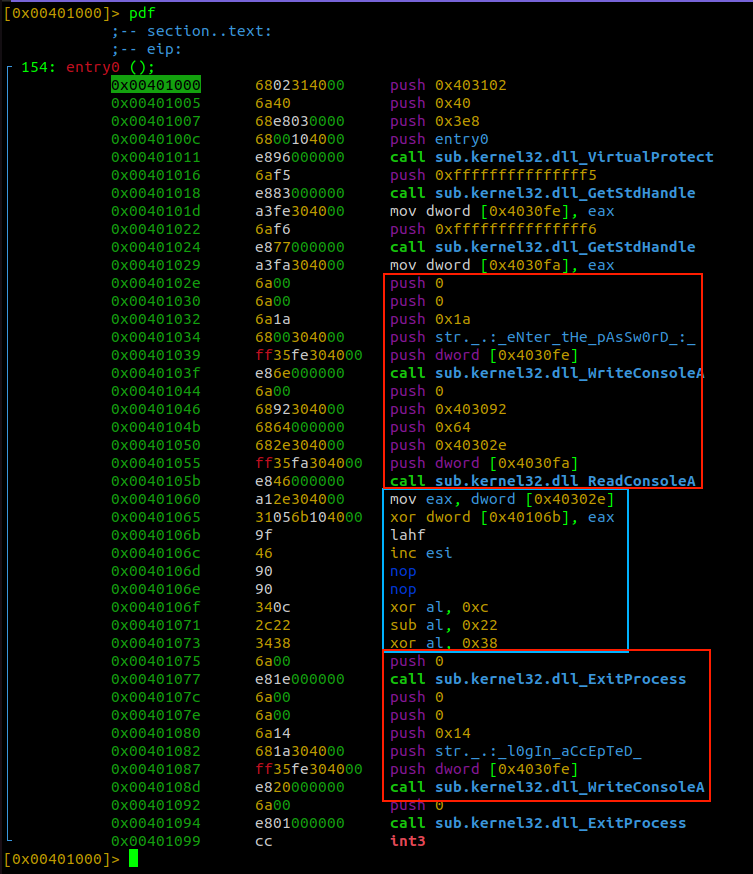 [0x00401000]> pdf
;-- section..text:
;-- eip:
154: entry0 ();
0x00401000 6802314000 push 0x403102
0x00401005 6a40 push 0x40
0x00401007 68e8030000 push 0x3e8
0x0040100c 6800104000 push entry0
0x00401011 e896000000 call sub.kernel32.dll_VirtualProtect
0x00401016 6af5 push 0xfffffffffffffff5
0x00401018 e883000000 call sub.kernel32.dll_GetStdHandle
0x0040101d a3fe304000 mov dword [0x4030fe], eax
0x00401022 6af6 push 0xfffffffffffffff6
0x00401024 e877000000 call sub.kernel32.dll_GetStdHandle
0x00401029 a3fa304000 mov dword [0x4030fa], eax
0x0040102e 6a00 push 0
0x00401030 6a00 push 0
0x00401032 6a1a push 0x1a
0x00401034 6800304000 push str._.:_eNter_tHe_pAsSw0rD_:_
0x00401039 ff35fe304000 push dword [0x4030fe]
0x0040103f e86e000000 call sub.kernel32.dll_WriteConsoleA
0x00401044 6a00 push 0
0x00401046 6892304000 push 0x403092
0x0040104b 6864000000 push 0x64
0x00401050 682e304000 push 0x40302e
0x00401055 ff35fa304000 push dword [0x4030fa]
0x0040105b e846000000 call sub.kernel32.dll_ReadConsoleA
0x00401060 a12e304000 mov eax, dword [0x40302e]
0x00401065 31056b104000 xor dword [0x40106b], eax
0x0040106b 9f lahf
0x0040106c 46 inc esi
0x0040106d 90 nop
0x0040106e 90 nop
0x0040106f 340c xor al, 0xc
0x00401071 2c22 sub al, 0x22
0x00401073 3438 xor al, 0x38
0x00401075 6a00 push 0
0x00401077 e81e000000 call sub.kernel32.dll_ExitProcess
0x0040107c 6a00 push 0
0x0040107e 6a00 push 0
0x00401080 6a14 push 0x14
0x00401082 681a304000 push str._.:_l0gIn_aCcEpTeD_
0x00401087 ff35fe304000 push dword [0x4030fe]
0x0040108d e820000000 call sub.kernel32.dll_WriteConsoleA
0x00401092 6a00 push 0
0x00401094 e801000000 call sub.kernel32.dll_ExitProcess
0x00401099 cc int3
[0x00401000]>